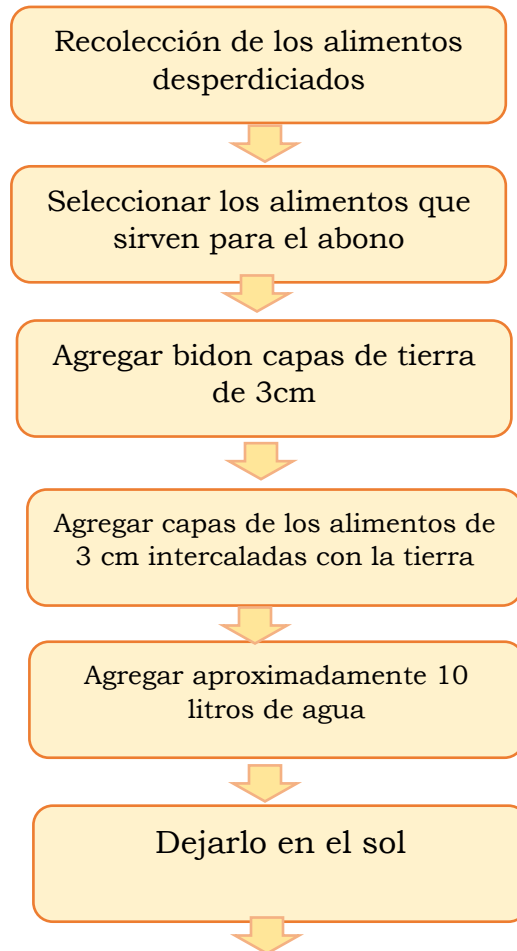 Recolección de los alimentos
desperdiciados
Seleccionar los alimentos que
sirven para el abono
Agregar bidon capas de tierra
de 3cm
Agregar capas de los alimentos de
3 cm intercaladas con la tierra
Agregar aproximadamente 10
litros de agua
Dejarlo en el sol